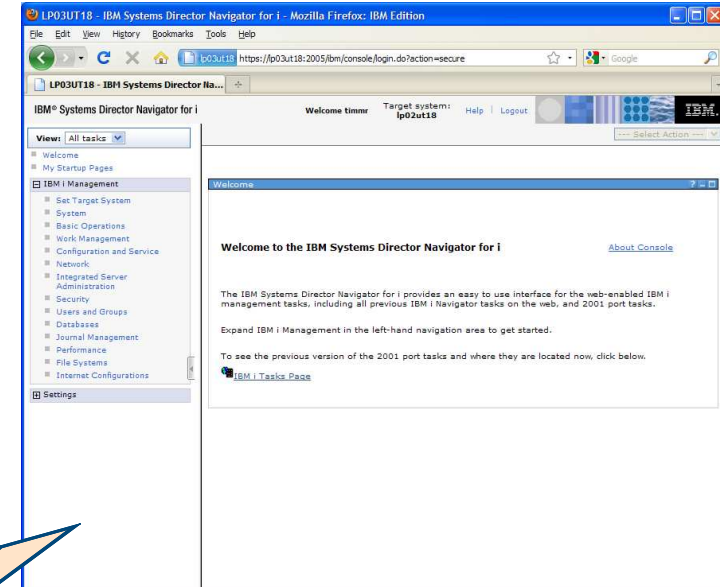 LP03UT18 - IBM Systems Director Navigator for i - Mozilla Firefox: IBM Edition
File Edit View History Bookmarks Tools Help
lp03ut18 https://lp03ut18:2005/ibm/console/login.do?action=secure
Google
LP03UT18 - IBM Systems Director Na...
IBM® Systems Director Navigator for i
Welcome timmr
Target system:
lp02ut18
Help
Logout
IBM.
View: All tasks
--- Select Action ---
Welcome
My Startup Pages
IBM i Management
Set Target System
System
Basic Operations
Work Management
Configuration and Service
Network
Integrated Server
Administration
Security
Users and Groups
Databases
Journal Management
Performance
File Systems
Internet Configurations
Settings
Welcome
Welcome to the IBM Systems Director Navigator for i
About Console
The IBM Systems Director Navigator for i provides an easy to use interface for the web-enabled IBM i
management tasks, including all previous IBM i Navigator tasks on the web, and 2001 port tasks.
Expand IBM i Management in the left-hand navigation area to get started.
To see the previous version of the 2001 port tasks and where they are located now, click below.
IBM i Tasks Page